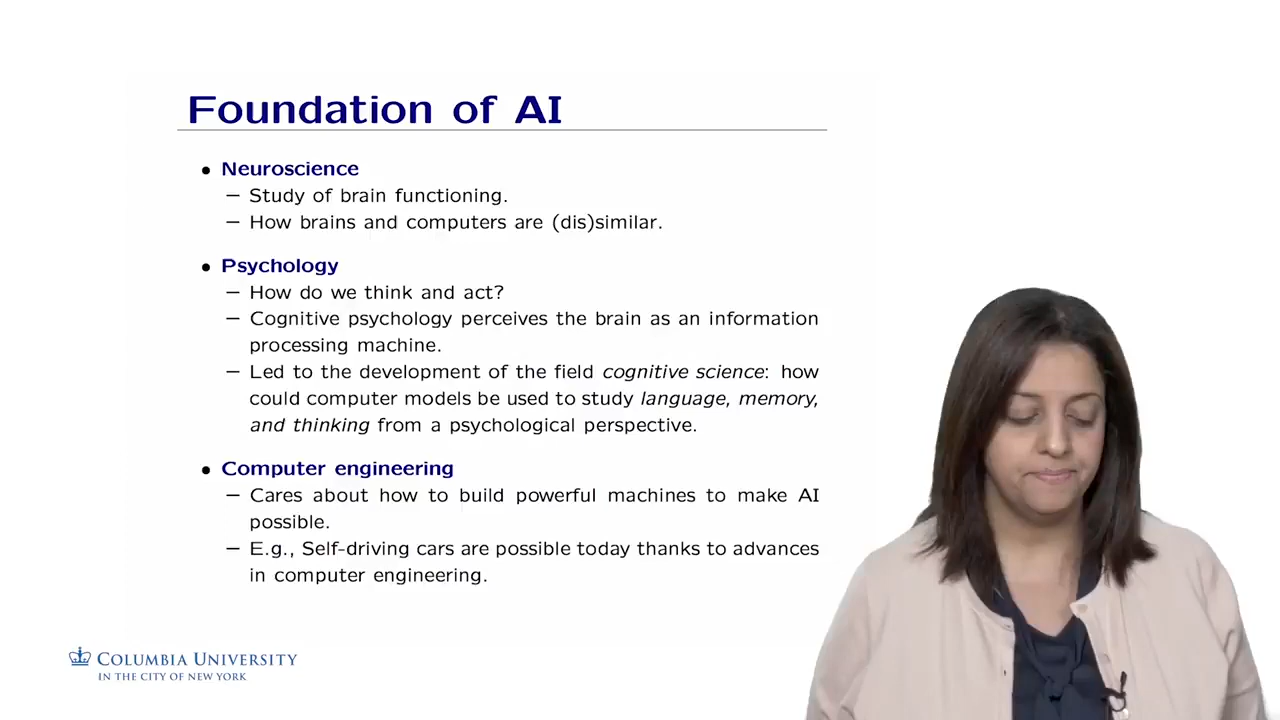 Foundation of AI
• Neuroscience
– Study of brain functioning.
– How brains and computers are (dis)similar.
• Psychology
– How do we think and act?
– Cognitive psychology perceives the brain as an information
processing machine.
– Led to the development of the field cognitive science: how
could computer models be used to study language, memory,
and thinking from a psychological perspective.
• Computer engineering
– Cares about how to build powerful machines to make AI
possible.
– E.g., Self-driving cars are possible today thanks to advances
in computer engineering.
COLUMBIA UNIVERSITY
IN THE CITY OF NEW YORK